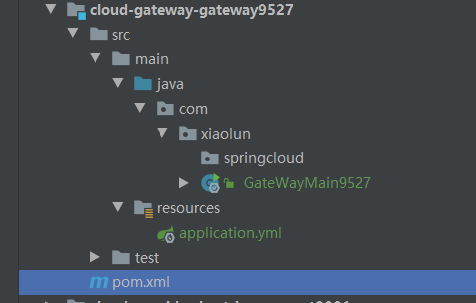 cloud-gateway-gateway9527
src
main
java
com
xiaolun
springcloud
GateWayMain9527
resources
application.yml
test
pom.xml